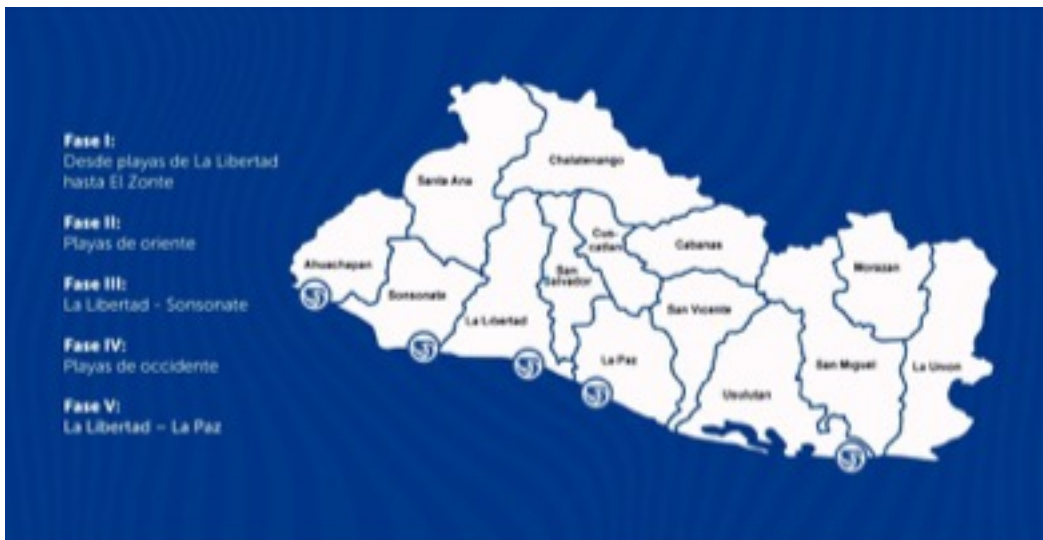 Fase I:
Desde playas de La Libertad
hasta El Zonte
Fase II:
Playas de oriente
Fase III:
La Libertad - Sonsonate
Fase IV:
Playas de occidente
Fase V:
La Libertad – La Paz
Chalatenango
Santa Ana
Cus-
catlan
Cabanas
Ahuachapan
San
Salvador
Morazan
Sonsonate
La Libertad
San Vicente
La Paz
San Miguel
La Union
Usulutan